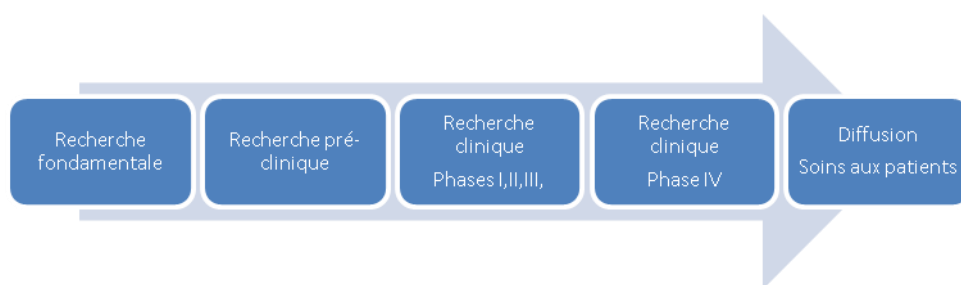 Recherche
fondamentale
Recherche pré-
clinique
Recherche
clinique
Phases I,II,III,
Recherche
clinique
Phase IV
Diffusion
Soins aux patients